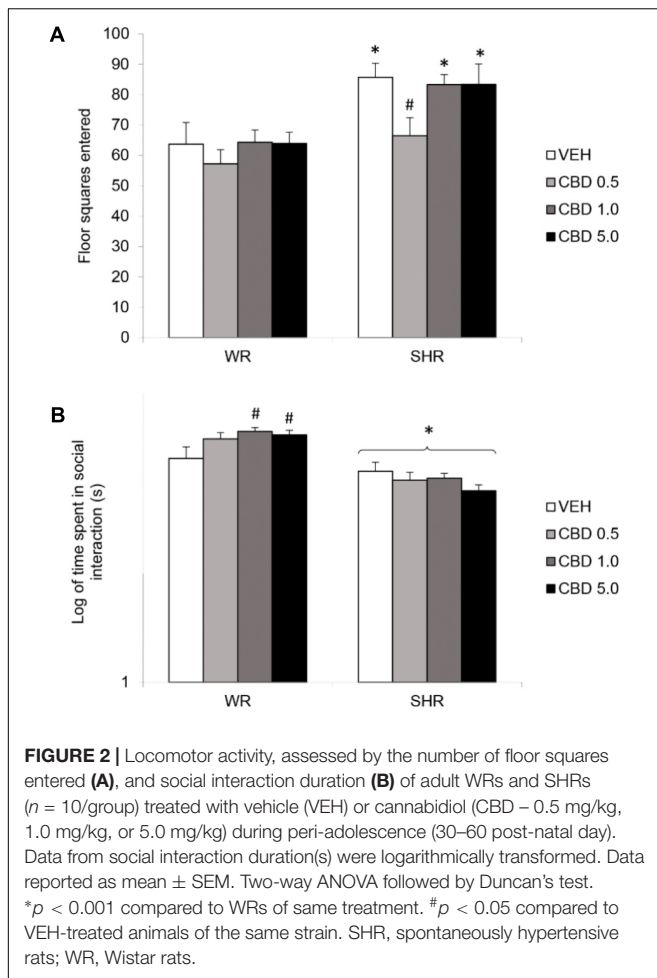 A
100
90
80
70
60
50
40
30
20
10
0
Floor squares entered
* # * *
WR SHR
VEH
CBD 0.5
CBD 1.0
CBD 5.0
B
Log of time spent in social
interaction (s)
1
# # *
WR SHR
VEH
CBD 0.5
CBD 1.0
CBD 5.0
FIGURE 2 | Locomotor activity, assessed by the number of floor squares
entered (A), and social interaction duration (B) of adult WRs and SHRs
(n = 10/group) treated with vehicle (VEH) or cannabidiol (CBD – 0.5 mg/kg,
1.0 mg/kg, or 5.0 mg/kg) during peri-adolescence (30–60 post-natal day).
Data from social interaction duration(s) were logarithmically transformed. Data
reported as mean ± SEM. Two-way ANOVA followed by Duncan's test.
*p < 0.001 compared to WRs of same treatment. #p < 0.05 compared to
VEH-treated animals of the same strain. SHR, spontaneously hypertensive
rats; WR, Wistar rats.